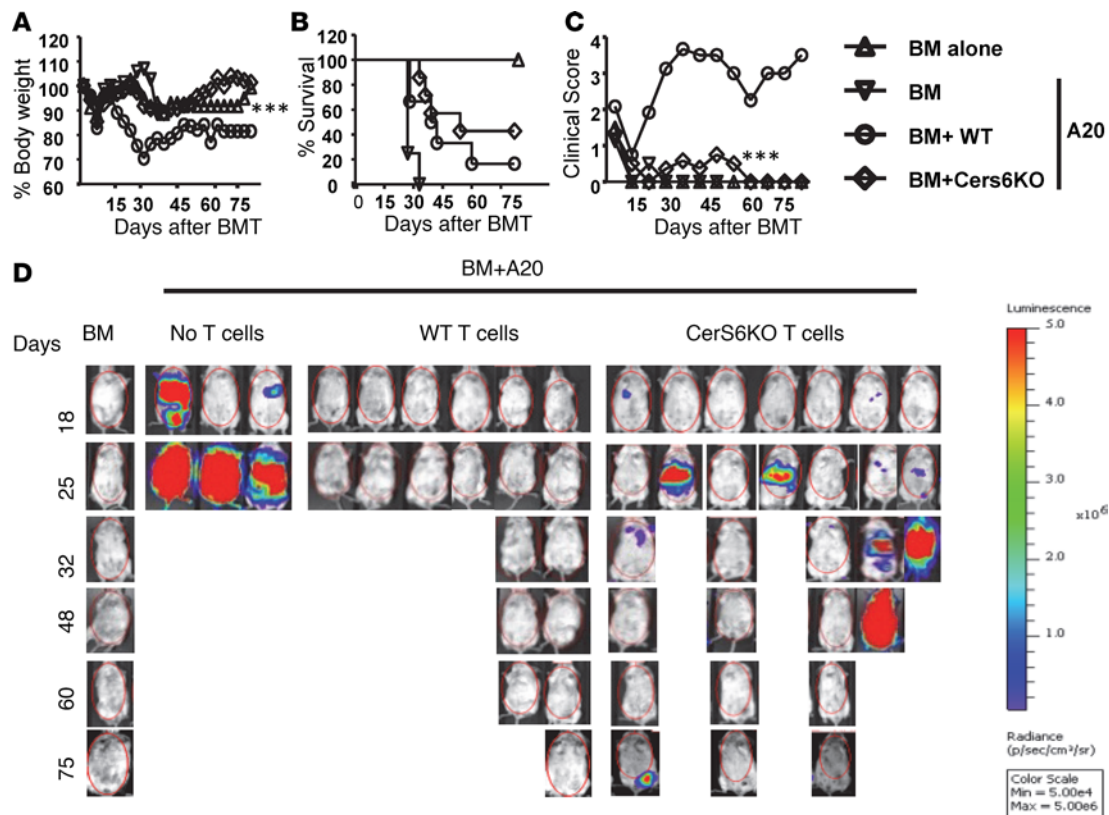 A
120
110
100
90
80
70
60
% Body weight
***
15 30 45 60 75
Days after BMT
B
100
80
60
40
20
0
% Survival
0 15 30 45 60 75
Days after BMT
C
4
3
2
1
0
Clinical Score
***
15 30 45 60 75
Days after BMT
BM alone
BM
BM+ WT
BM+Cers6KO
A20
D
BM+A20
Days
BM
No T cells
WT T cells
CerS6KO T cells
18
25
32
48
60
75
Luminescence
5.0
4.0
3.0
2.0
1.0
x10⁶
Radiance
(p/sec/cm²/sr)
Color Scale
Min = 5.00e4
Max = 5.00e6